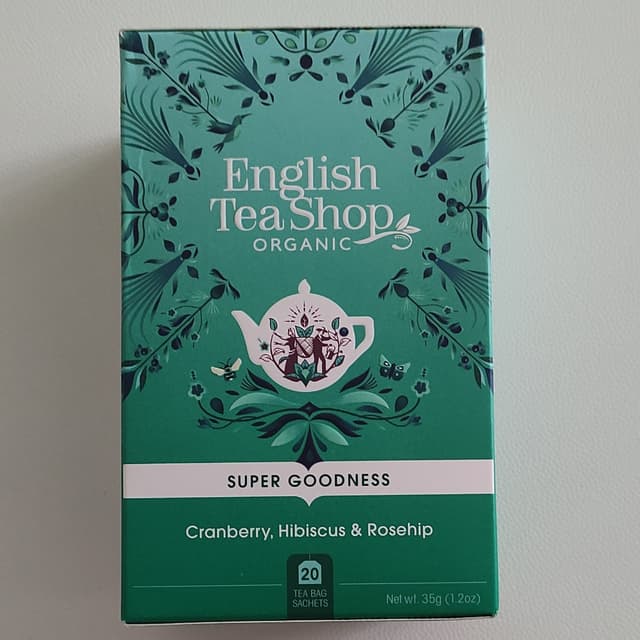 English
Tea Shop
ORGANIC
SUPER GOODNESS
Cranberry, Hibiscus & Rosehip
20
TEA BAG
SACHETS
Net wt. 35g (1.2oz)